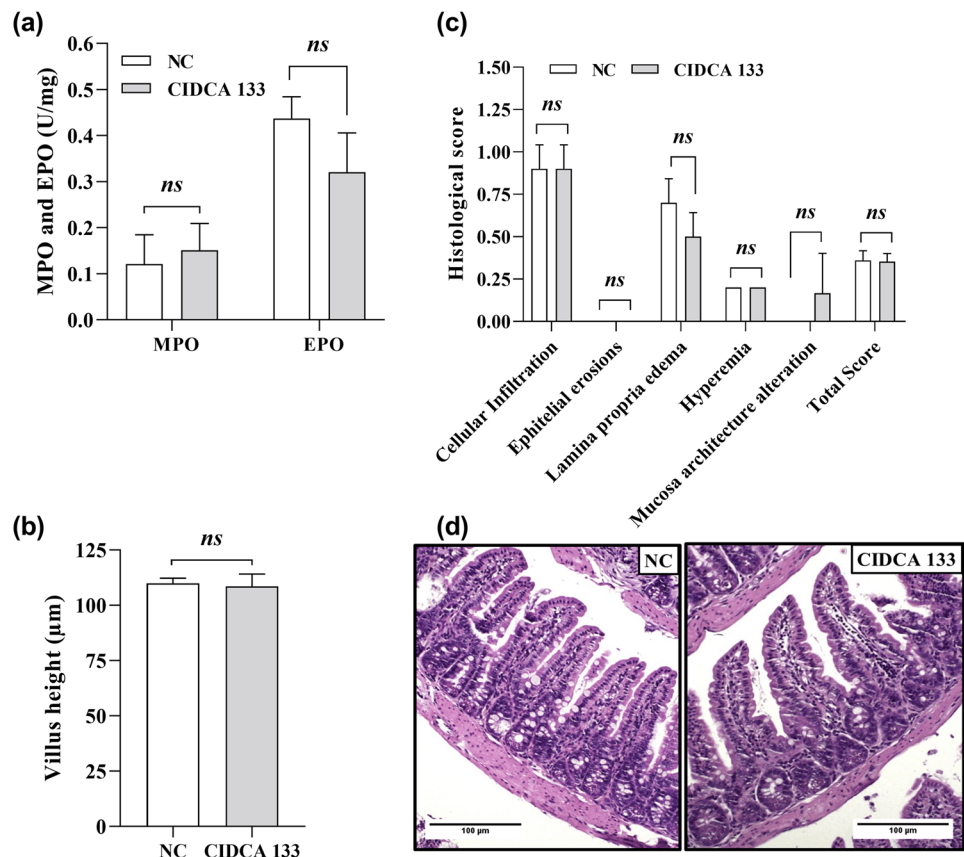 (a)
MPO and EPO (U/mg)
0.6
0.5
0.4
0.3
0.2
0.1
0.0
NC
CIDCA 133
ns
ns
MPO
EPO
(c)
Histological score
1.50
1.25
1.00
0.75
0.50
0.25
0.00
NC
CIDCA 133
ns
ns
ns
ns
ns
ns
Cellular Infiltration
Ephitelial erosions
Lamina propria edema
Hyperemia
Mucosa architecture alteration
Total Score
(b)
Villus height (µm)
125
100
75
50
25
0
ns
NC
CIDCA 133
(d)
NC
100 µm
CIDCA 133
100 µm